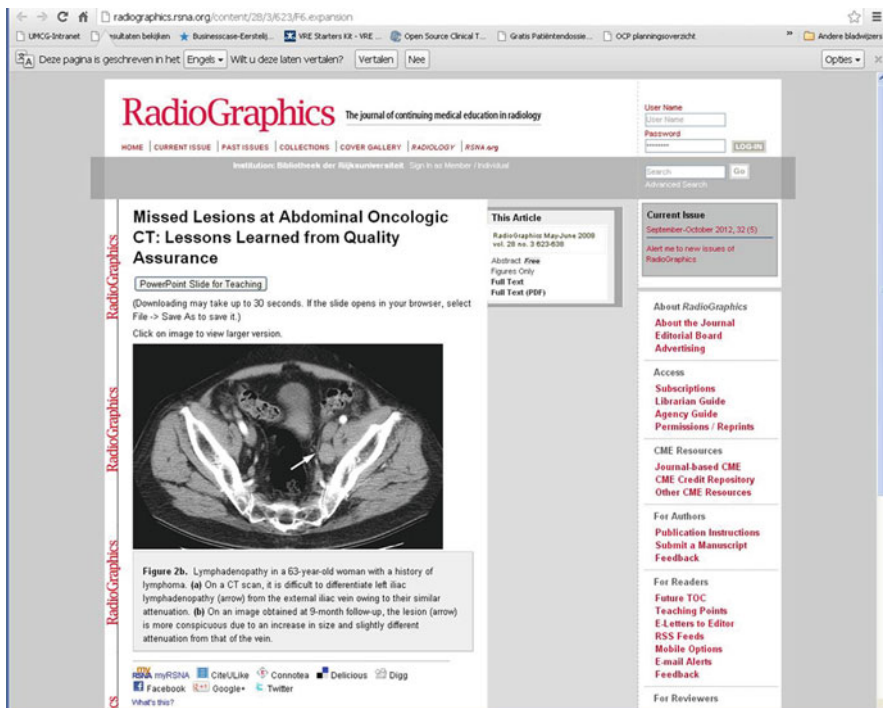 radiographics.rsna.org/content/28/3/623/F6.expansion
UMCG-Intranet
sultaten bekijken
Businesscase-Eerstelij...
VRE Starters Kit - VRE ...
Open Source Clinical T...
Gratis Patiëntendossie...
OCP planningsoverzicht
»
Andere bladwijzers
Deze pagina is geschreven in het Engels Wilt u deze laten vertalen? Vertalen Nee
Opties
RadioGraphics The journal of continuing medical education in radiology
HOME | CURRENT ISSUE | PAST ISSUES | COLLECTIONS | COVER GALLERY | RADIOLOGY | RSNA.org
Institution: Bibliotheek der Rijksuniversiteit Sign In as Member / Individual
User Name
User Name
Password
********
LOG-IN
Search
Go
Advanced Search
Missed Lesions at Abdominal Oncologic
CT: Lessons Learned from Quality
Assurance
PowerPoint Slide for Teaching
(Downloading may take up to 30 seconds. If the slide opens in your browser, select
File -> Save As to save it.)
Click on image to view larger version.
Figure 2b. Lymphadenopathy in a 63-year-old woman with a history of
lymphoma. (a) On a CT scan, it is difficult to differentiate left iliac
lymphadenopathy (arrow) from the external iliac vein owing to their similar
attenuation. (b) On an image obtained at 9-month follow-up, the lesion (arrow)
is more conspicuous due to an increase in size and slightly different
attenuation from that of the vein.
my RSNA myRSNA CiteULike Connotea Delicious Digg
Facebook Google+ Twitter
What's this?
RadioGraphics
RadioGraphics
RadioGraphics
This Article
RadioGraphics May-June 2008
vol. 28 no. 3 623-638
Abstract Free
Figures Only
Full Text
Full Text (PDF)
Current Issue
September-October 2012, 32 (5)
Alert me to new issues of
RadioGraphics
About RadioGraphics
About the Journal
Editorial Board
Advertising
Access
Subscriptions
Librarian Guide
Agency Guide
Permissions / Reprints
CME Resources
Journal-based CME
CME Credit Repository
Other CME Resources
For Authors
Publication Instructions
Submit a Manuscript
Feedback
For Readers
Future TOC
Teaching Points
E-Letters to Editor
RSS Feeds
Mobile Options
E-mail Alerts
Feedback
For Reviewers